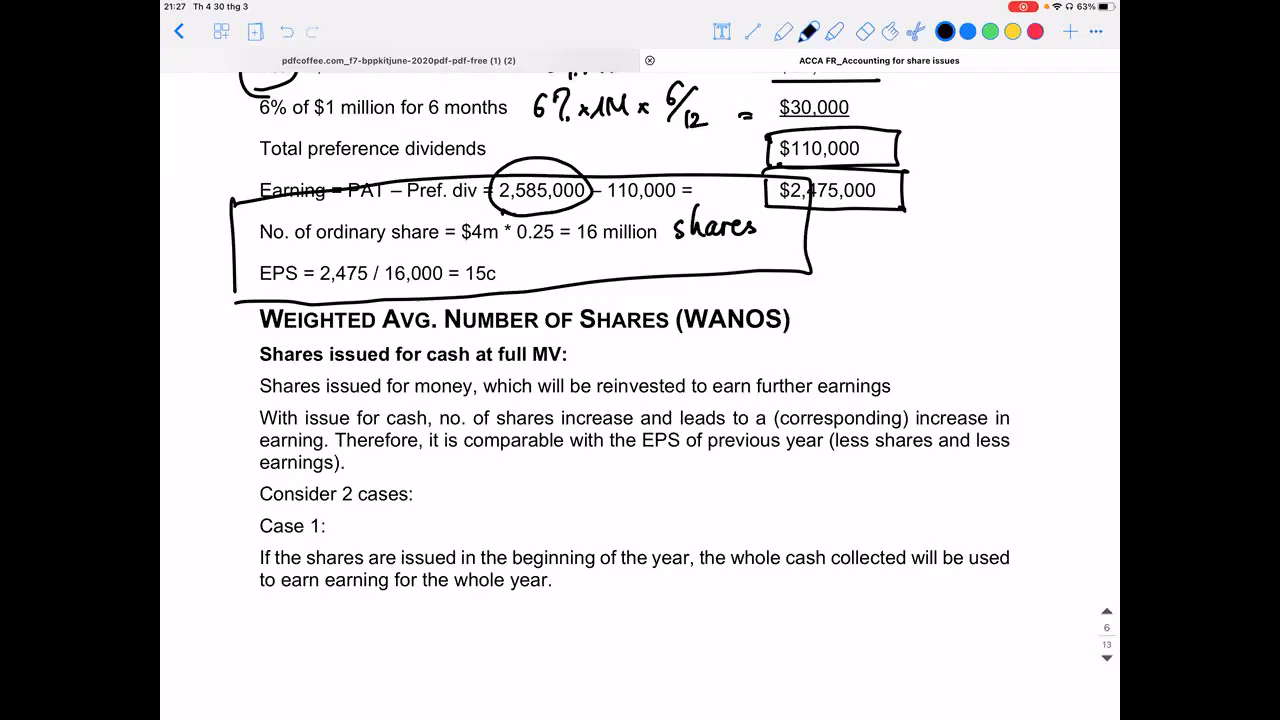 21:27 Th 4 30 thg 3
63%
pdfcoffee.com_f7-bppkitjune-2020pdf-pdf-free (1) (2)
ACCA FR_Accounting for share issues
6% of $1 million for 6 months 6% x 1M x 6/12 = $30,000
Total preference dividends $110,000
Earning = PAT – Pref. div = 2,585,000 – 110,000 = $2,475,000
No. of ordinary share = $4m * 0.25 = 16 million shares
EPS = 2,475 / 16,000 = 15c
WEIGHTED AVG. NUMBER OF SHARES (WANOS)
Shares issued for cash at full MV:
Shares issued for money, which will be reinvested to earn further earnings
With issue for cash, no. of shares increase and leads to a (corresponding) increase in
earning. Therefore, it is comparable with the EPS of previous year (less shares and less
earnings).
Consider 2 cases:
Case 1:
If the shares are issued in the beginning of the year, the whole cash collected will be used
to earn earning for the whole year.
6
13